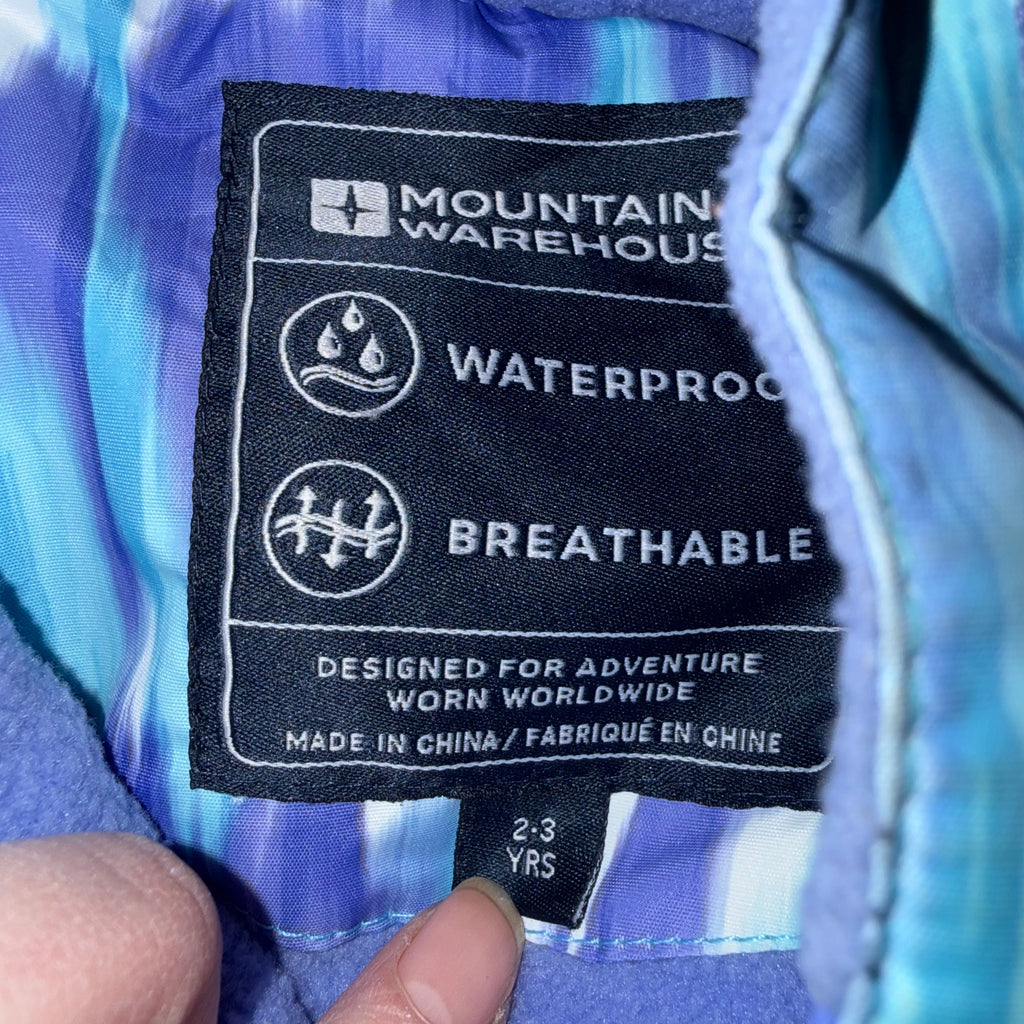 MOUNTAIN
WAREHOUS
WATERPROO
BREATHABLE
DESIGNED FOR ADVENTURE
WORN WORLDWIDE
MADE IN CHINA / FABRIQUÉ EN CHINE
2·3
YRS